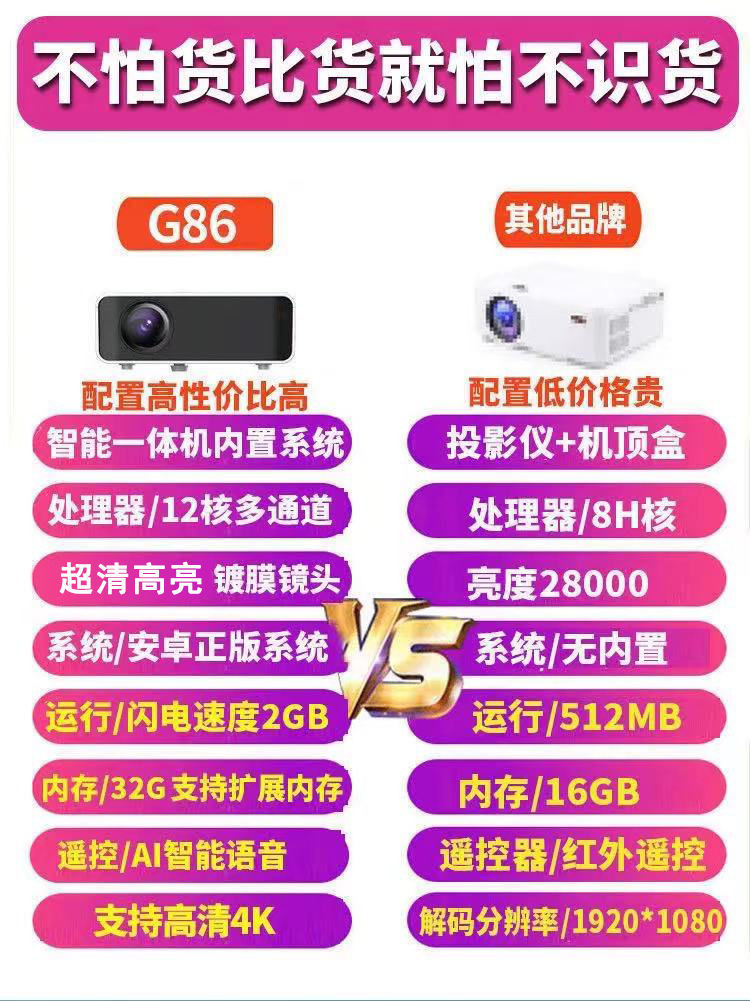 不怕货比货就怕不识货
G86
其他品牌
配置高性价比高
配置低价格贵
智能一体机内置系统
投影仪+机顶盒
处理器/12核多通道
处理器/8H核
超清高亮 镀膜镜头
亮度28000
VS
系统/安卓正版系统
系统/无内置
运行/闪电速度2GB
运行/512MB
内存/32G 支持扩展内存
内存/16GB
遥控/AI智能语音
遥控器/红外遥控
支持高清4K
解码分辨率/1920*1080